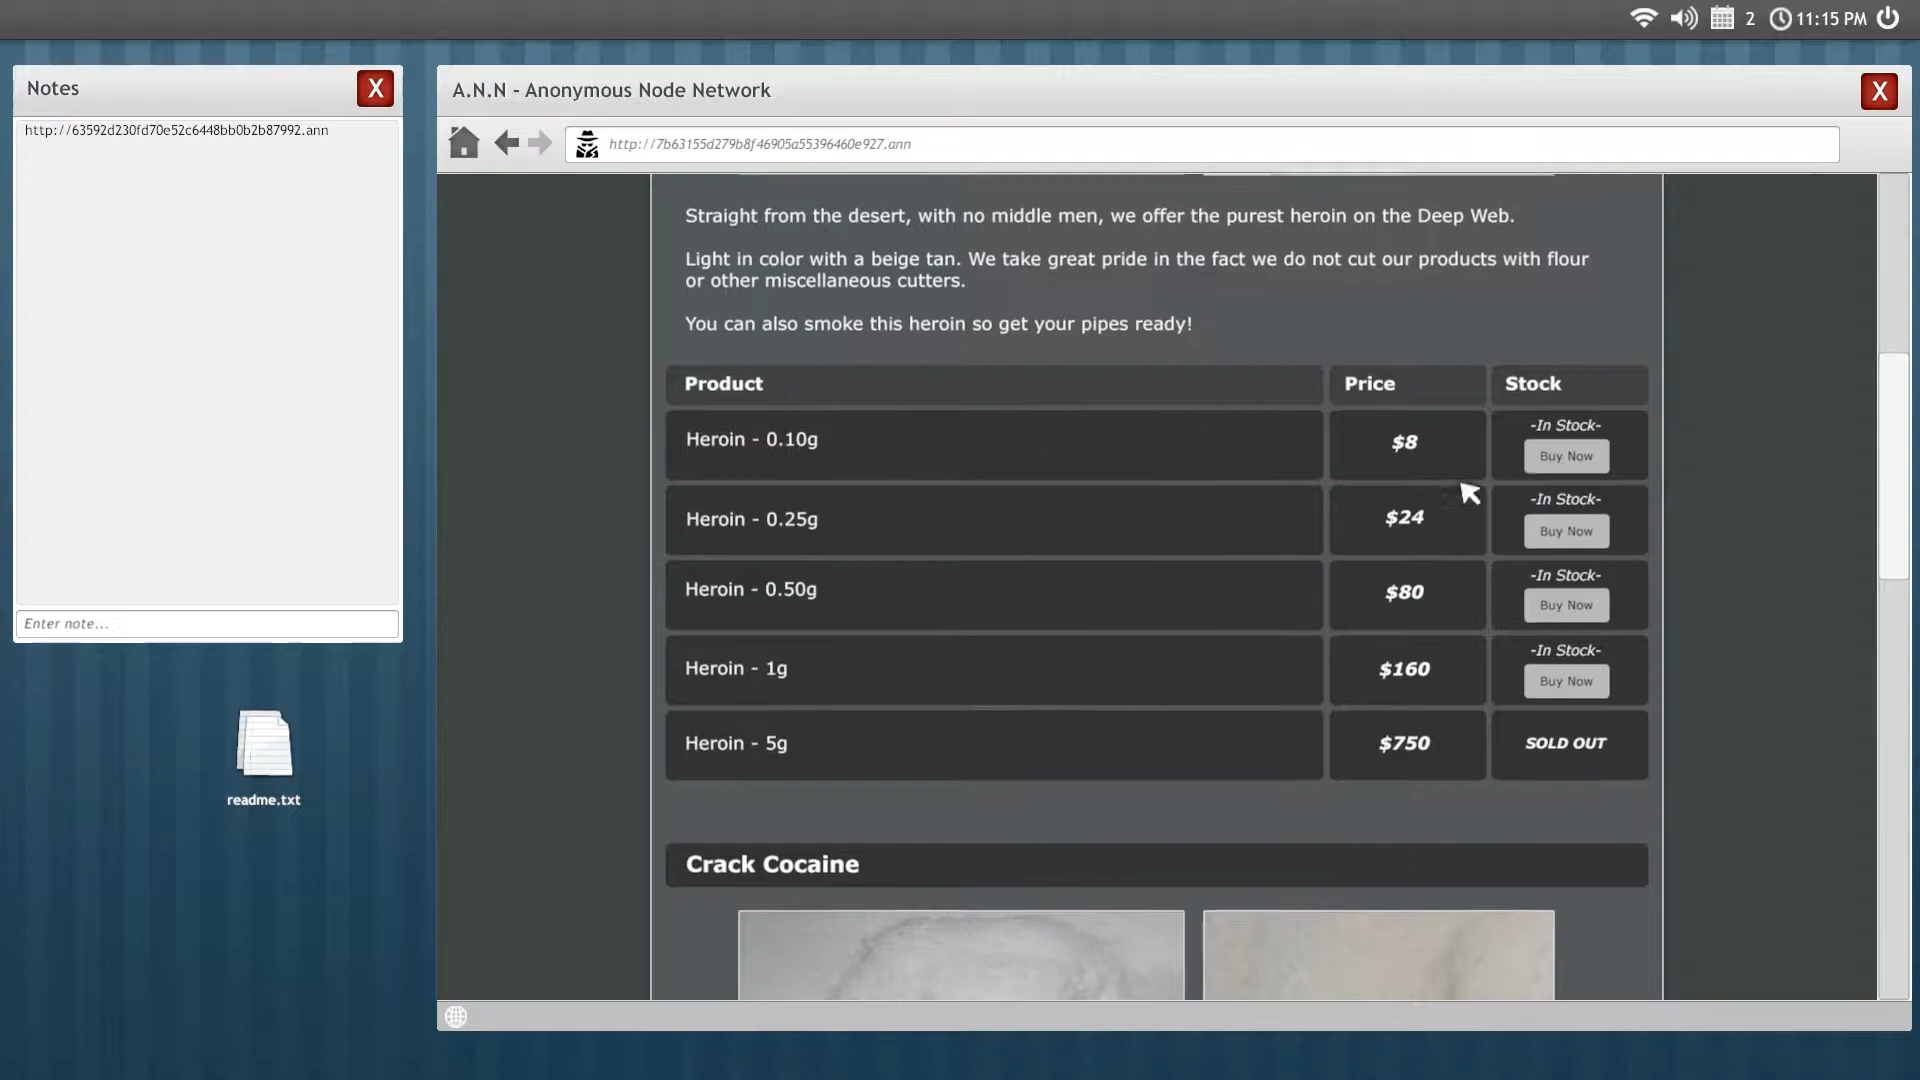 2
11:15 PM
Notes
X
http://63592d230fd70e52c6448bb0b2b87992.ann
Enter note...
readme.txt
A.N.N - Anonymous Node Network
X
http://7b63155d279b8f46905a55396460e927.ann
Straight from the desert, with no middle men, we offer the purest heroin on the Deep Web.
Light in color with a beige tan. We take great pride in the fact we do not cut our products with flour
or other miscellaneous cutters.
You can also smoke this heroin so get your pipes ready!
Product Price Stock
Heroin - 0.10g $8 -In Stock-
Buy Now
Heroin - 0.25g $24 -In Stock-
Buy Now
Heroin - 0.50g $80 -In Stock-
Buy Now
Heroin - 1g $160 -In Stock-
Buy Now
Heroin - 5g $750 SOLD OUT
Crack Cocaine